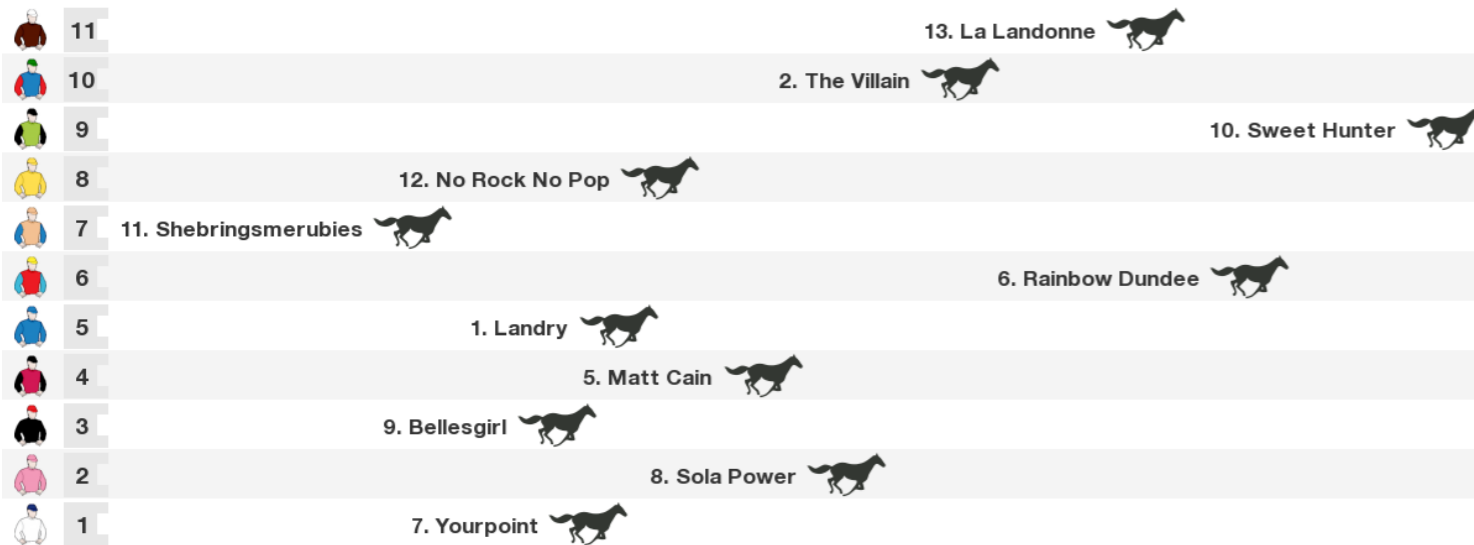 11 13. La Landonne
10 2. The Villain
9 10. Sweet Hunter
8 12. No Rock No Pop
7 11. Shebringsmerubies
6 6. Rainbow Dundee
5 1. Landry
4 5. Matt Cain
3 9. Bellesgirl
2 8. Sola Power
1 7. Yourpoint